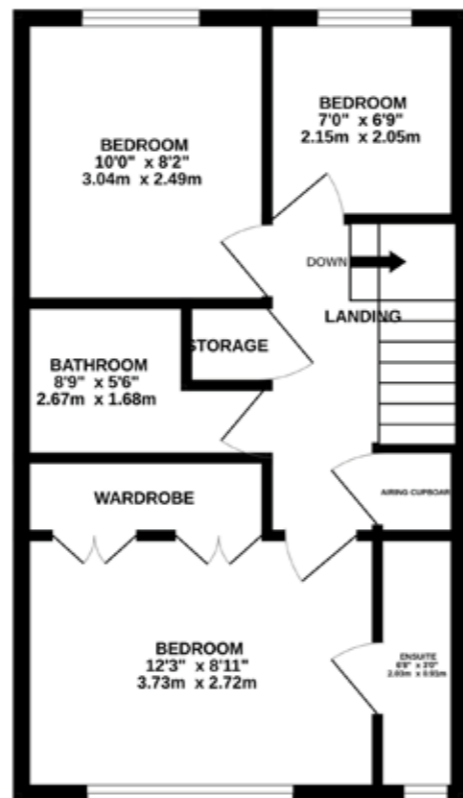 BEDROOM
10'0" x 8'2"
3.04m x 2.49m
BEDROOM
7'0" x 6'9"
2.15m x 2.05m
DOWN
LANDING
STORAGE
BATHROOM
8'9" x 5'6"
2.67m x 1.68m
WARDROBE
AIRING CUPBOARD
BEDROOM
12'3" x 8'11"
3.73m x 2.72m
ENSUITE